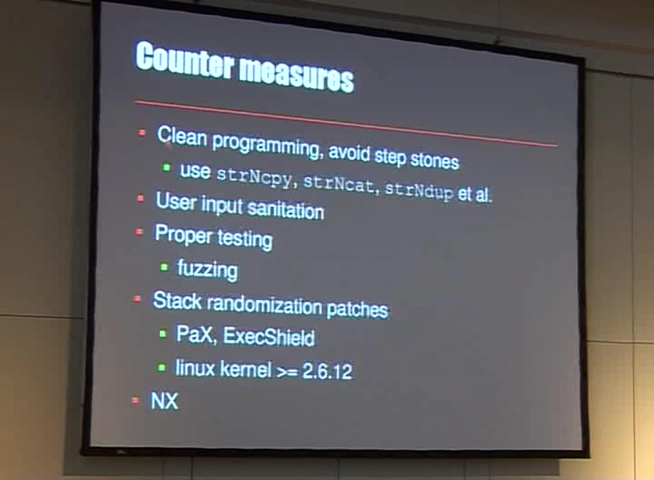 Counter measures
Clean programming, avoid step stones
use strNcpy, strNcat, strNdup et al.
User input sanitation
Proper testing
fuzzing
Stack randomization patches
PaX, ExecShield
linux kernel >= 2.6.12
NX